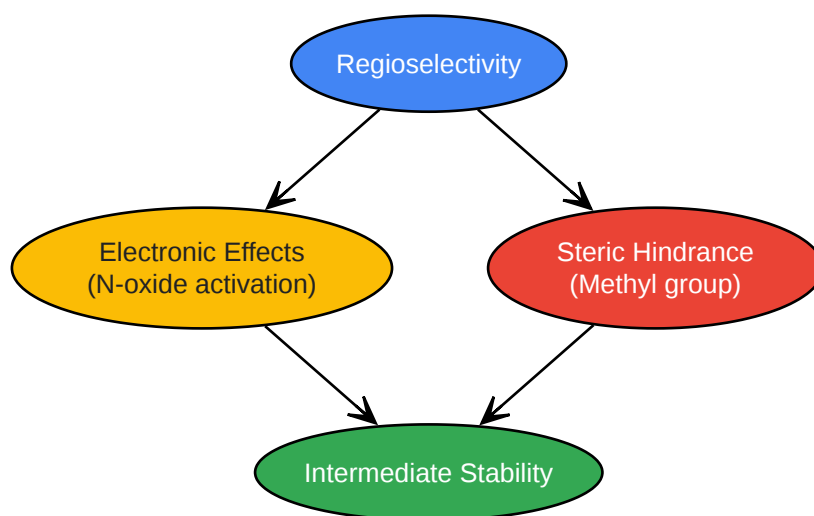 Regioselectivity
Electronic Effects
(N-oxide activation)
Steric Hindrance
(Methyl group)
Intermediate Stability